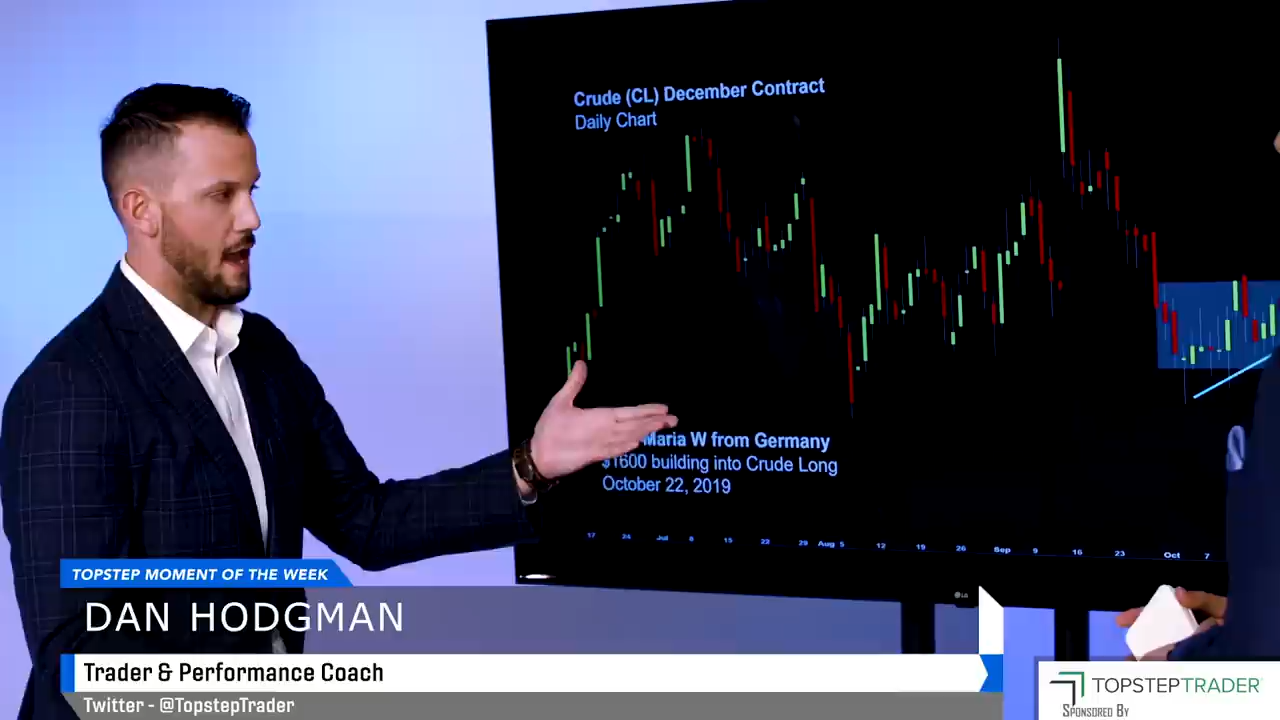 Crude (CL) December Contract
Daily Chart
Maria W from Germany
$1600 building into Crude Long
October 22, 2019
17 24 Jul 8 15 22 29 Aug 5 12 19 26 Sep 9 16 23 Oct 7
LG
TOPSTEP MOMENT OF THE WEEK
DAN HODGMAN
Trader & Performance Coach
Twitter - @TopstepTrader
TOPSTEPTRADER
SPONSORED BY